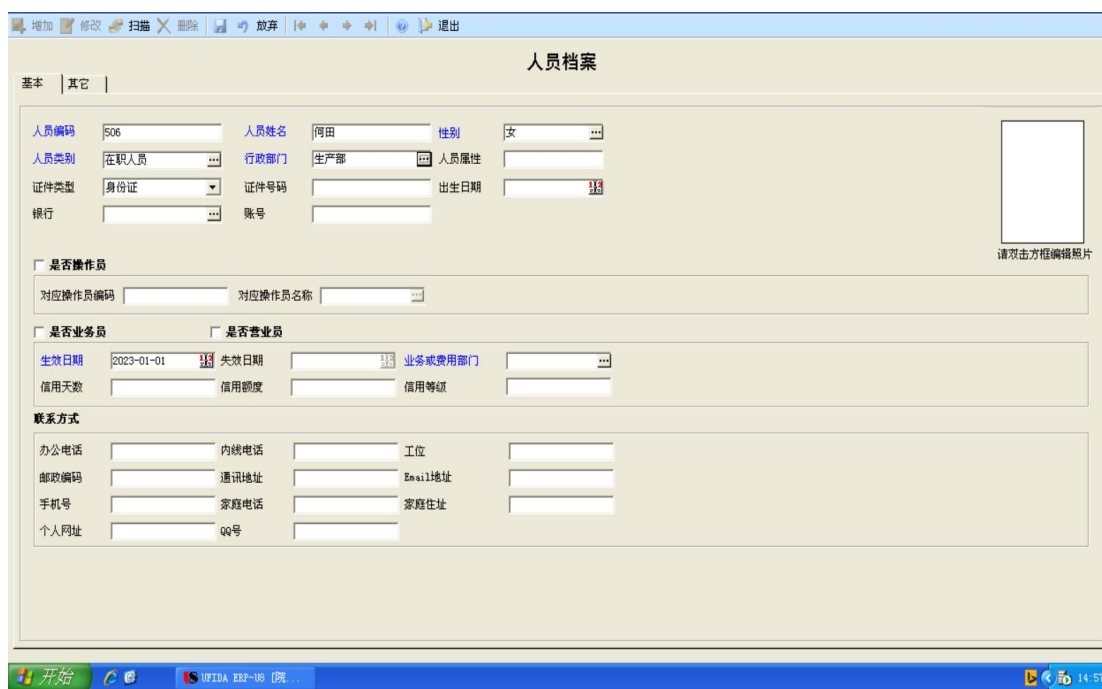 增加 修改 扫描 删除 放弃 退出
人员档案
基本 其它
人员编码 506 人员姓名 何田 性别 女
人员类别 在职人员 行政部门 生产部 人员属性
证件类型 身份证 证件号码 出生日期
银行 账号
请双击方框编辑照片
是否操作员
对应操作员编码 对应操作员名称
是否业务员 是否营业员
生效日期 2023-01-01 失效日期 业务或费用部门
信用天数 信用额度 信用等级
联系方式
办公电话 内线电话 工位
邮政编码 通讯地址 Email地址
手机号 家庭电话 家庭住址
个人网址 QQ号
开始 UFIDA ERP-U8 [院... 14:57